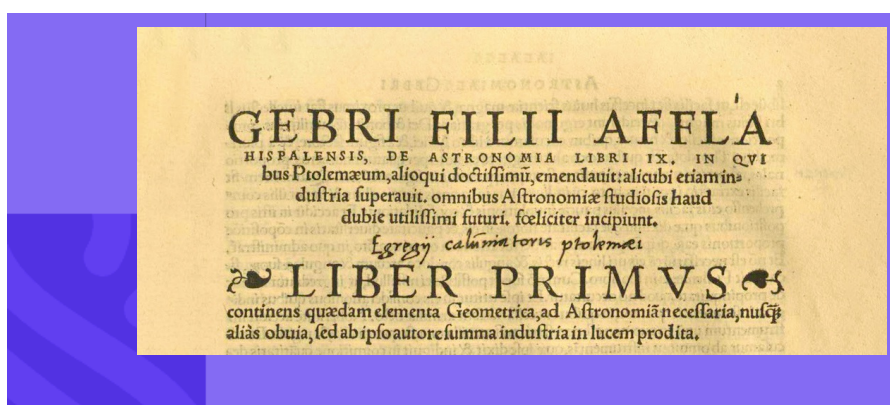 GEBRI FILII AFFLA
HISPALENSIS, DE ASTRONOMIA LIBRI IX. IN QVI
bus Ptolemæum, alioqui doctissimũ, emendauit: alicubi etiam in=
dustria superauit. omnibus Astronomiæ studiosis haud
dubie utilissimi futuri. fœliciter incipiunt.
Egregij calũmiatoris ptolemæi
LIBER PRIMVS
continens quædam elementa Geometrica, ad Astronomiã necessaria, nusq̃
aliàs obuia, sed ab ipso autore summa industria in lucem prodita.